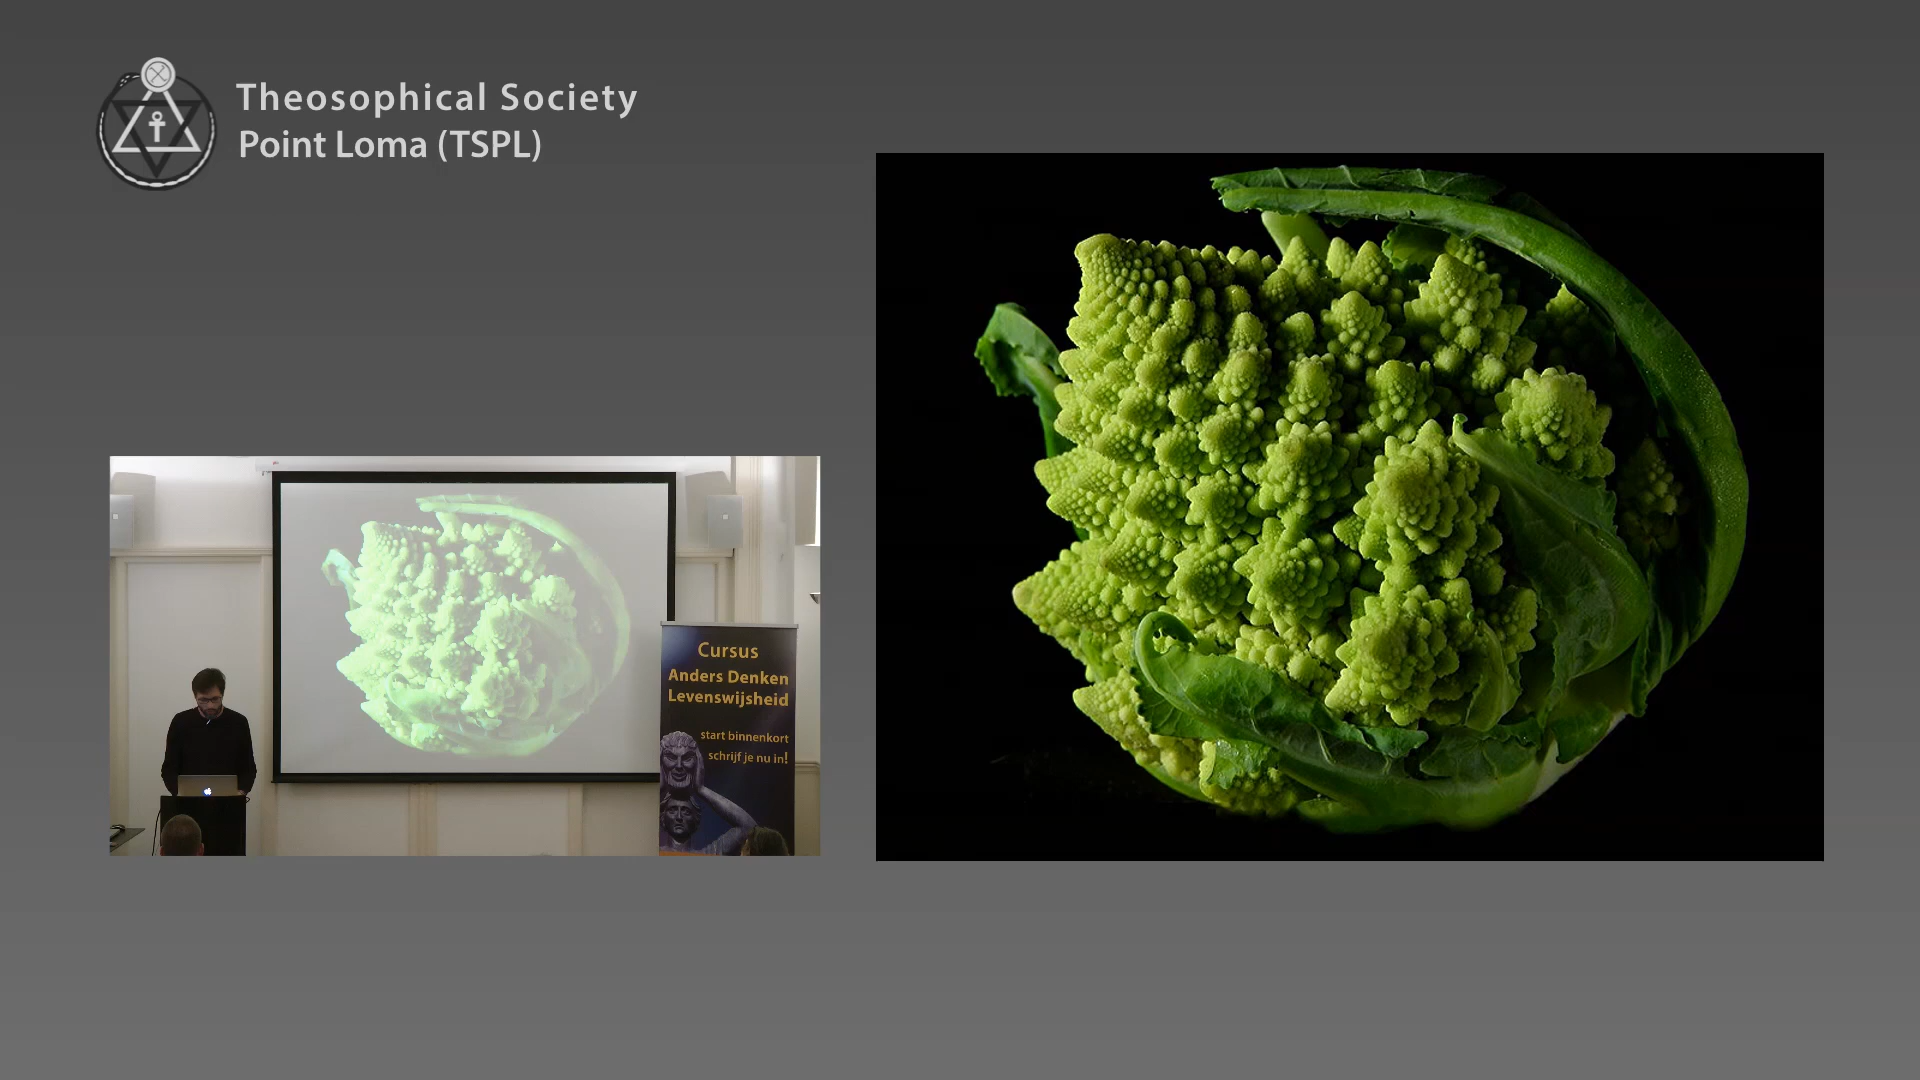 Theosophical Society
Point Loma (TSPL)
Cursus
Anders Denken
Levenswijsheid
start binnenkort
schrijf je nu in!